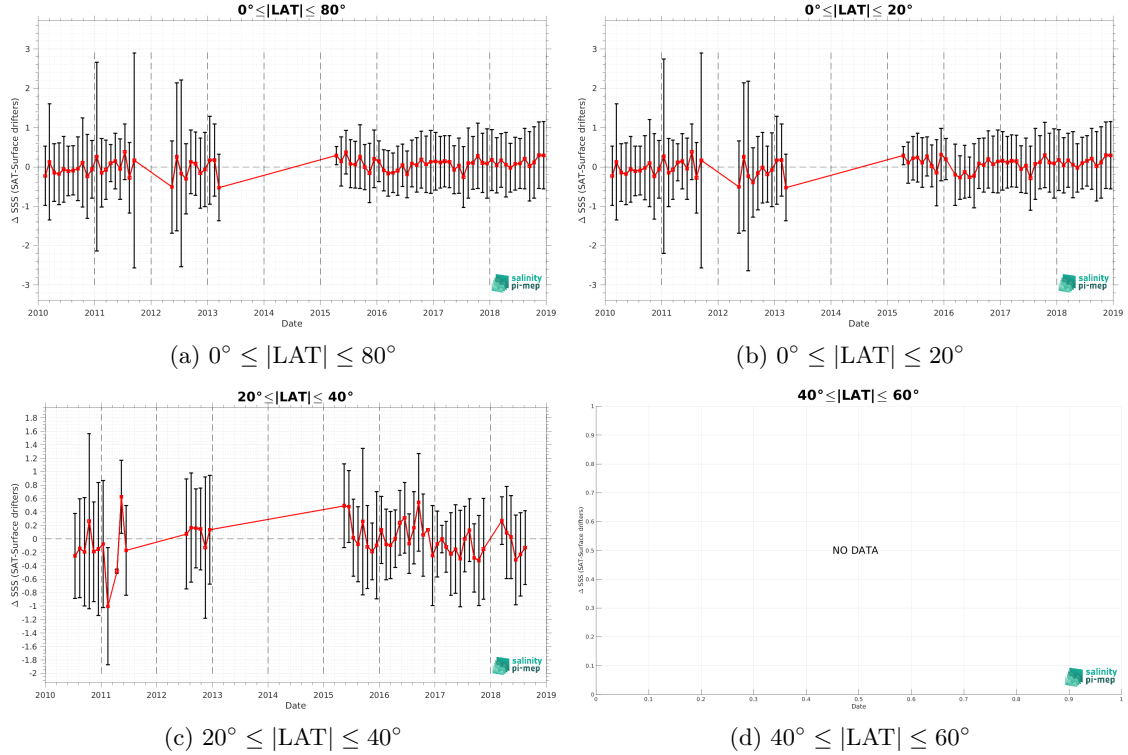 0°≤|LAT|≤ 80°
Δ SSS (SAT-Surface drifters)
3
2
1
0
-1
-2
-3
2010 2011 2012 2013 2014 2015 2016 2017 2018 2019
Date
salinity
pi-mep
(a) 0° ≤ |LAT| ≤ 80°
0°≤|LAT|≤ 20°
Δ SSS (SAT-Surface drifters)
3
2
1
0
-1
-2
-3
2010 2011 2012 2013 2014 2015 2016 2017 2018 2019
Date
salinity
pi-mep
(b) 0° ≤ |LAT| ≤ 20°
20°≤|LAT|≤ 40°
Δ SSS (SAT-Surface drifters)
1.8
1.6
1.4
1.2
1
0.8
0.6
0.4
0.2
0
-0.2
-0.4
-0.6
-0.8
-1
-1.2
-1.4
-1.6
-1.8
-2
2010 2011 2012 2013 2014 2015 2016 2017 2018 2019
Date
salinity
pi-mep
(c) 20° ≤ |LAT| ≤ 40°
40°≤|LAT|≤ 60°
Δ SSS (SAT-Surface drifters)
1
0.9
0.8
0.7
0.6
0.5
0.4
0.3
0.2
0.1
0
NO DATA
0 0.1 0.2 0.3 0.4 0.5 0.6 0.7 0.8 0.9 1
Date
salinity
pi-mep
(d) 40° ≤ |LAT| ≤ 60°